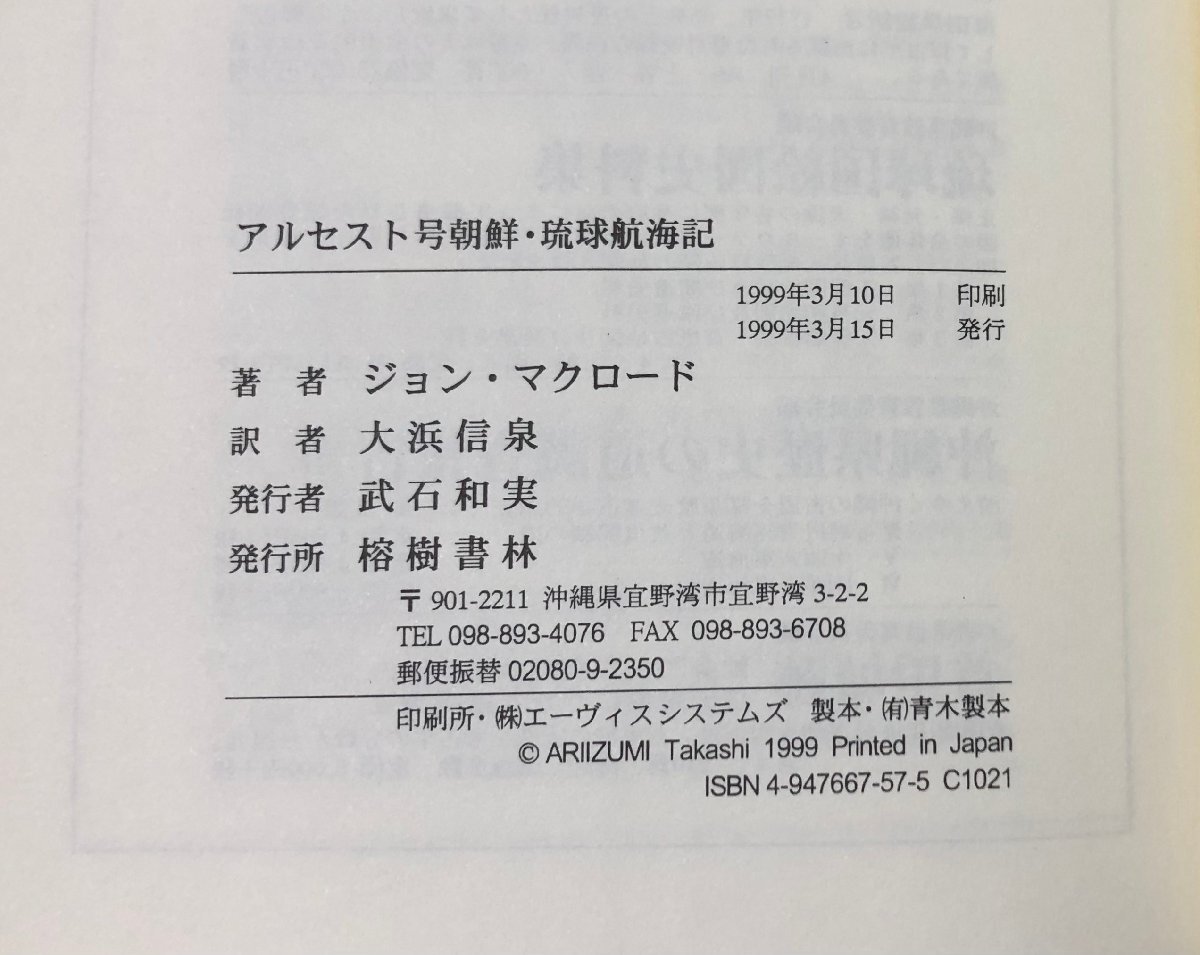 アルセスト号朝鮮・琉球航海記
1999年3月10日 印刷
1999年3月15日 発行
著 者 ジョン・マクロード
訳 者 大浜信泉
発行者 武石和実
発行所 榕樹書林
〒901-2211 沖縄県宜野湾市宜野湾 3-2-2
TEL 098-893-4076 FAX 098-893-6708
郵便振替 02080-9-2350
印刷所・㈱エーヴィスシステムズ 製本・㈲青木製本
© ARIIZUMI Takashi 1999 Printed in Japan
ISBN 4-947667-57-5 C1021